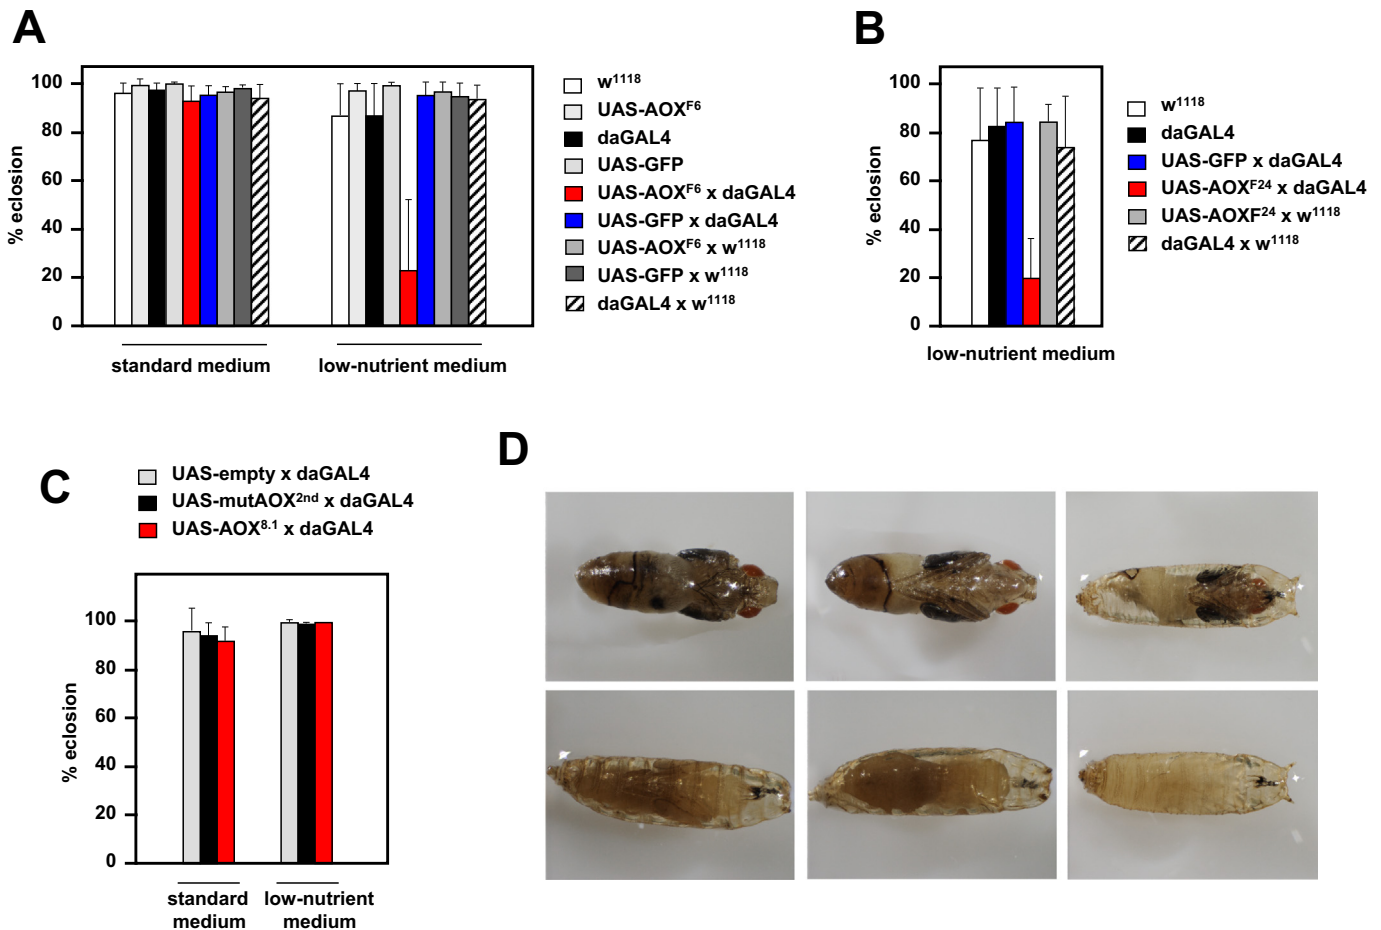 A
100
80
60
40
20
0
% eclosion
standard medium
low-nutrient medium
w1118
UAS-AOXF6
daGAL4
UAS-GFP
UAS-AOXF6 x daGAL4
UAS-GFP x daGAL4
UAS-AOXF6 x w1118
UAS-GFP x w1118
daGAL4 x w1118
B
100
80
60
40
20
0
% eclosion
low-nutrient medium
w1118
daGAL4
UAS-GFP x daGAL4
UAS-AOXF24 x daGAL4
UAS-AOXF24 x w1118
daGAL4 x w1118
C
UAS-empty x daGAL4
UAS-mutAOX2nd x daGAL4
UAS-AOX8.1 x daGAL4
100
80
60
40
20
0
% eclosion
standard
medium
low-nutrient
medium
D